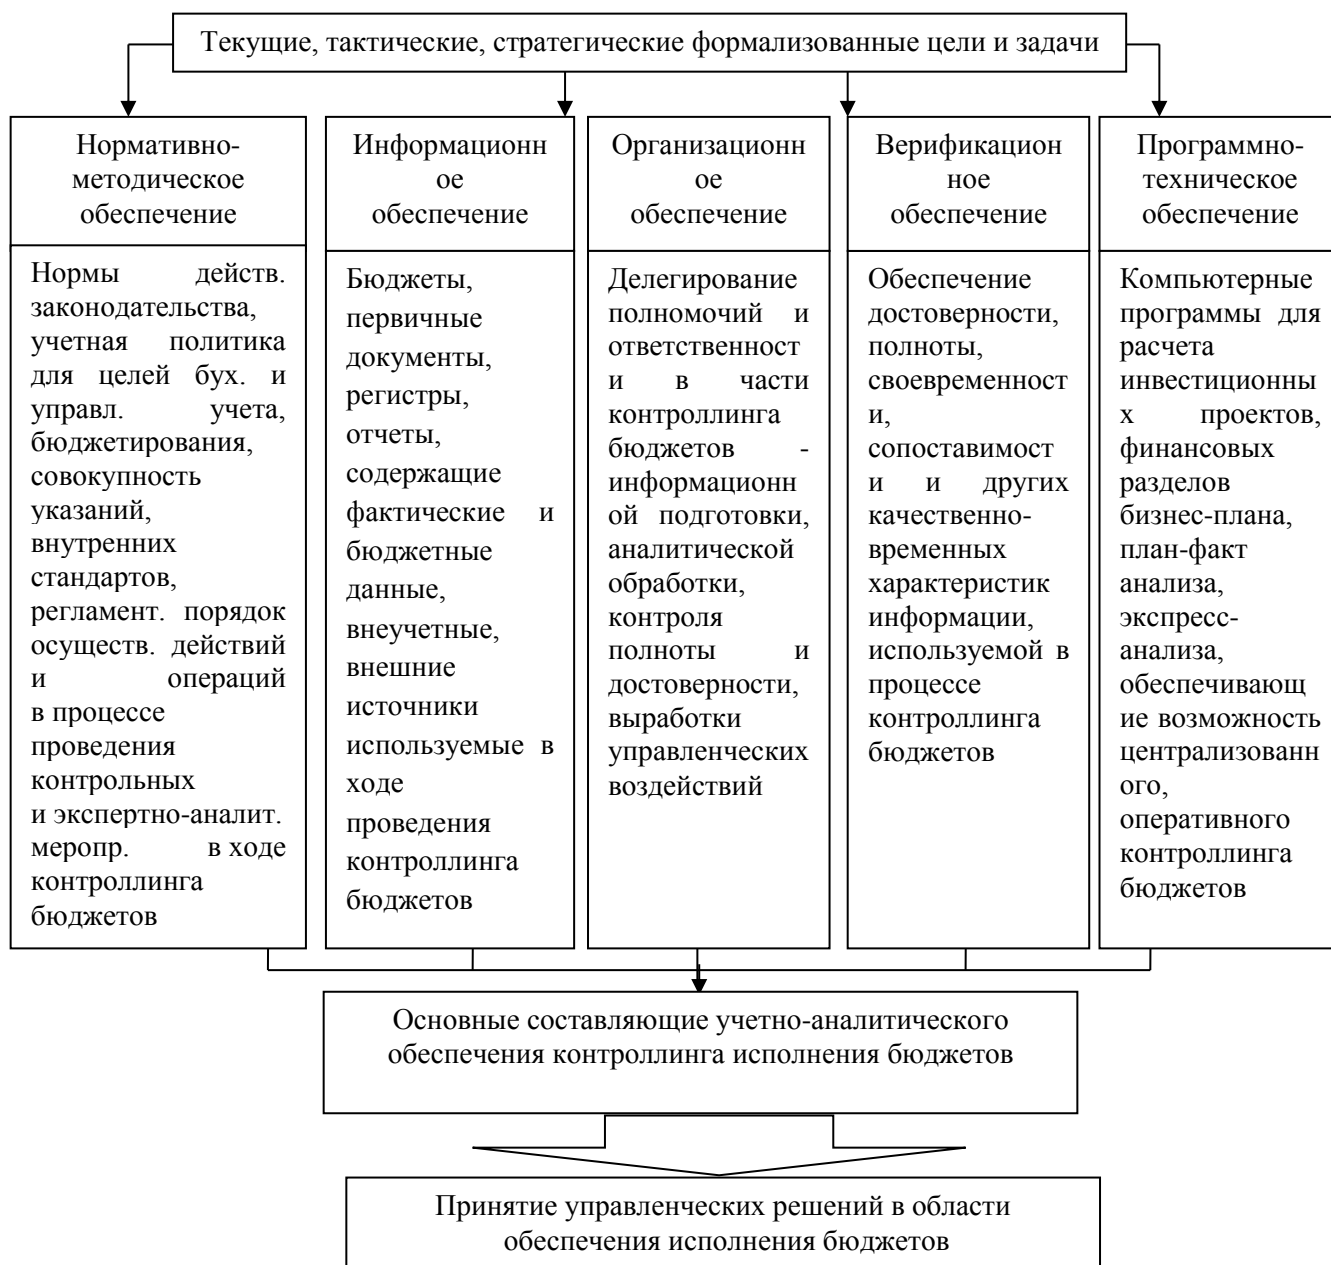 Текущие, тактические, стратегические формализованные цели и задачи
Нормативно-
методическое
обеспечение
Информационн
ое
обеспечение
Организационн
ое
обеспечение
Верификацион
ное
обеспечение
Программно-
техническое
обеспечение
Нормы действ.
законодательства,
учетная политика
для целей бух. и
управл. учета,
бюджетирования,
совокупность
указаний,
внутренних
стандартов,
регламент. порядок
осуществ. действий
и операций
в процессе
проведения
контрольных
и экспертно-аналит.
меропр. в ходе
контроллинга
бюджетов
Бюджеты,
первичные
документы,
регистры,
отчеты,
содержащие
фактические и
бюджетные
данные,
внеучетные,
внешние
источники
используемые в
ходе
проведения
контроллинга
бюджетов
Делегирование
полномочий и
ответственност
и в части
контроллинга
бюджетов -
информационн
ой подготовки,
аналитической
обработки,
контроля
полноты и
достоверности,
выработки
управленческих
воздействий
Обеспечение
достоверности,
полноты,
своевременност
и,
сопоставимост
и и других
качественно-
временных
характеристик
информации,
используемой в
процессе
контроллинга
бюджетов
Компьютерные
программы для
расчета
инвестиционны
х проектов,
финансовых
разделов
бизнес-плана,
план-факт
анализа,
экспресс-
анализа,
обеспечивающ
ие возможность
централизованн
ого,
оперативного
контроллинга
бюджетов
Основные составляющие учетно-аналитического
обеспечения контроллинга исполнения бюджетов
Принятие управленческих решений в области
обеспечения исполнения бюджетов